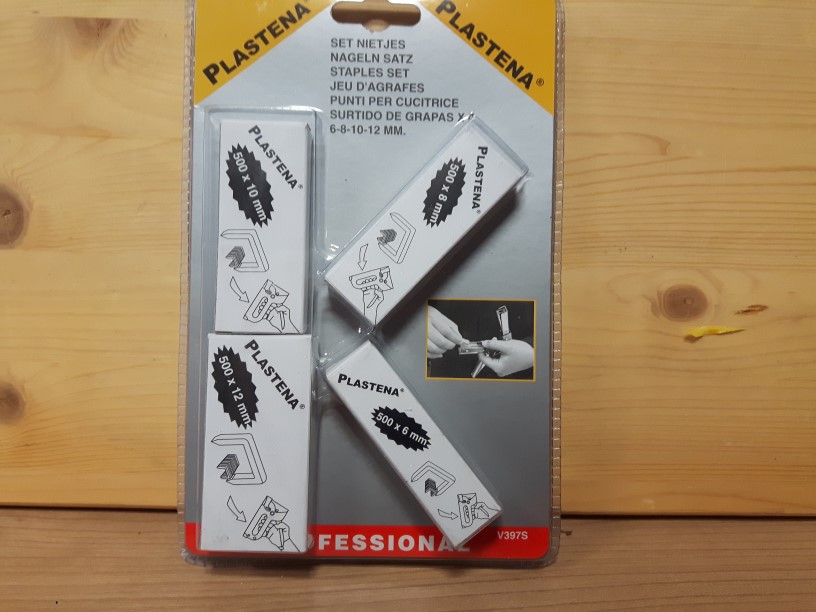 PLASTENA
PLASTENA®
SET NIETJES
NAGELN SATZ
STAPLES SET
JEU D'AGRAFES
PUNTI PER CUCITRICE
SURTIDO DE GRAPAS X
6-8-10-12 MM.
PLASTENA®
500 x 10 mm
PLASTENA®
500 x 8 mm
PLASTENA®
500 x 12 mm
PLASTENA®
500 x 6 mm
FESSIONAL
V397S